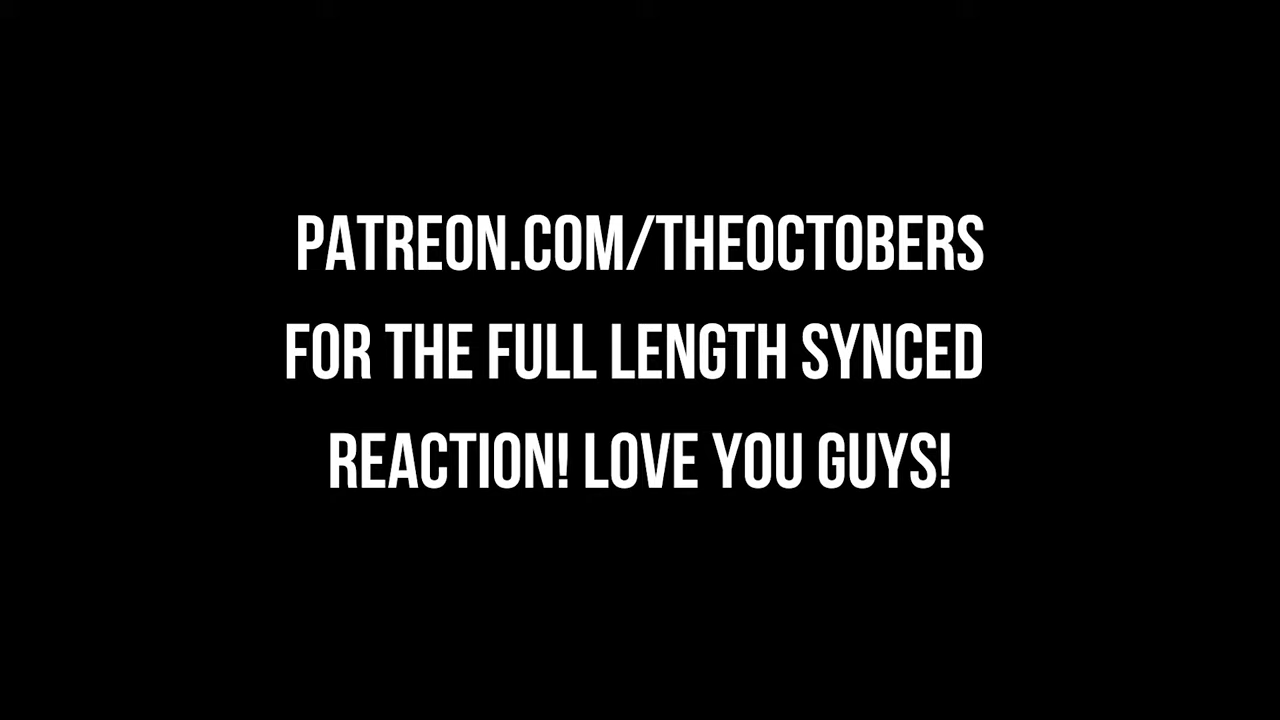 PATREON.COM/THEOCTOBERS
FOR THE FULL LENGTH SYNCED
REACTION! LOVE YOU GUYS!